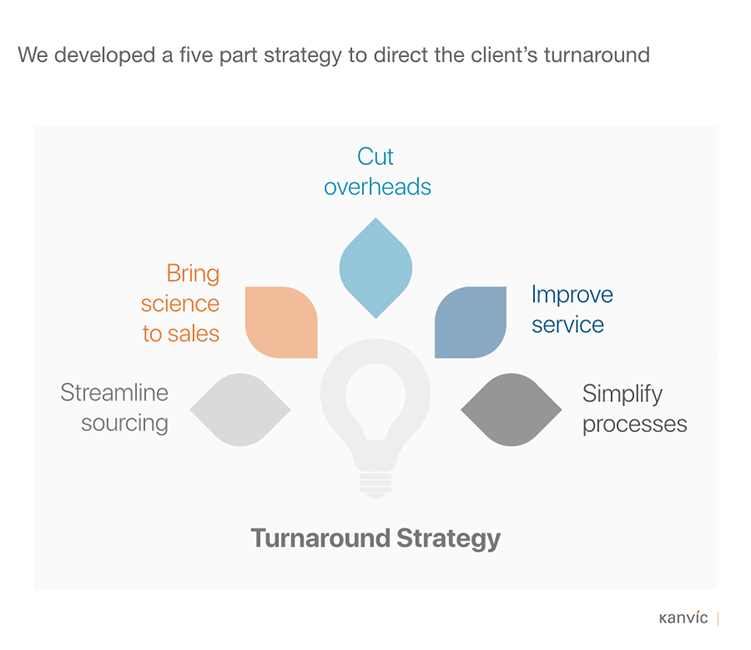 We developed a five part strategy to direct the client's turnaround
Cut
overheads
Bring
science
to sales
Improve
service
Streamline
sourcing
Simplify
processes
Turnaround Strategy
kanvic